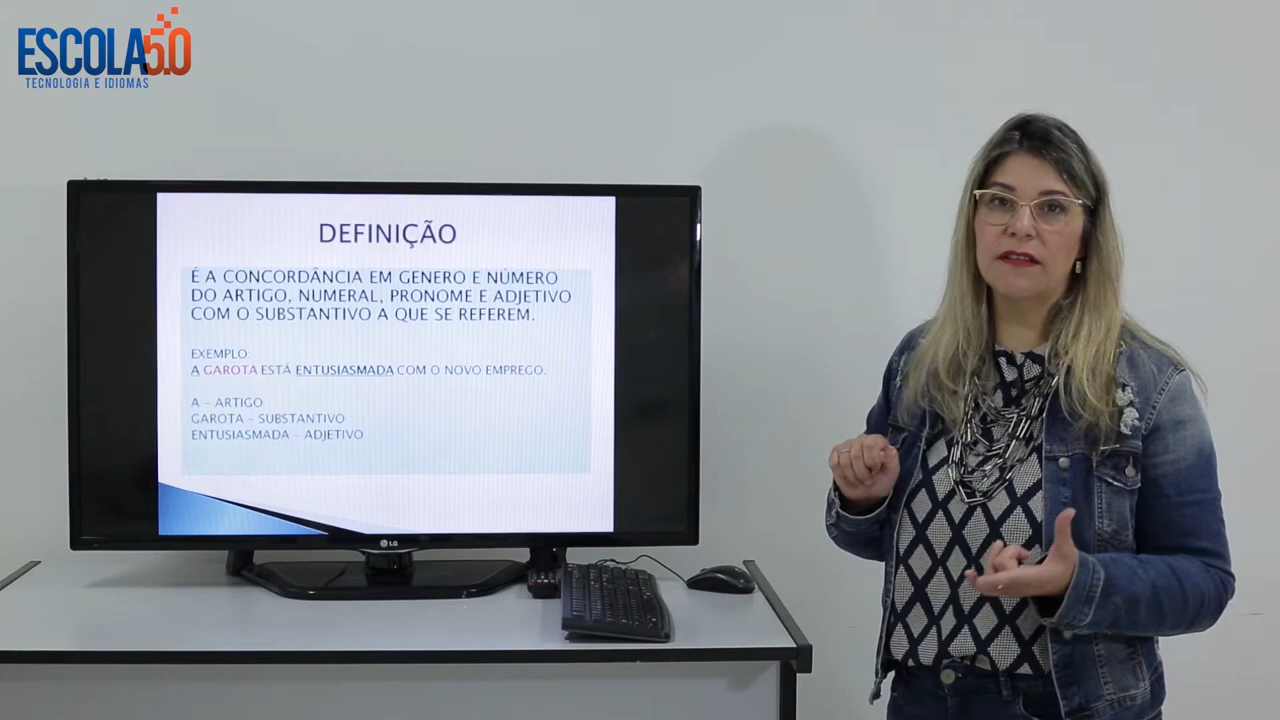 ESCOLA5.0
TECNOLOGIA E IDIOMAS
DEFINIÇÃO
É A CONCORDÂNCIA EM GENERO E NÚMERO
DO ARTIGO, NUMERAL, PRONOME E ADJETIVO
COM O SUBSTANTIVO A QUE SE REFEREM.
EXEMPLO:
A GAROTA ESTÁ ENTUSIASMADA COM O NOVO EMPREGO.
A – ARTIGO
GAROTA – SUBSTANTIVO
ENTUSIASMADA – ADJETIVO
LG